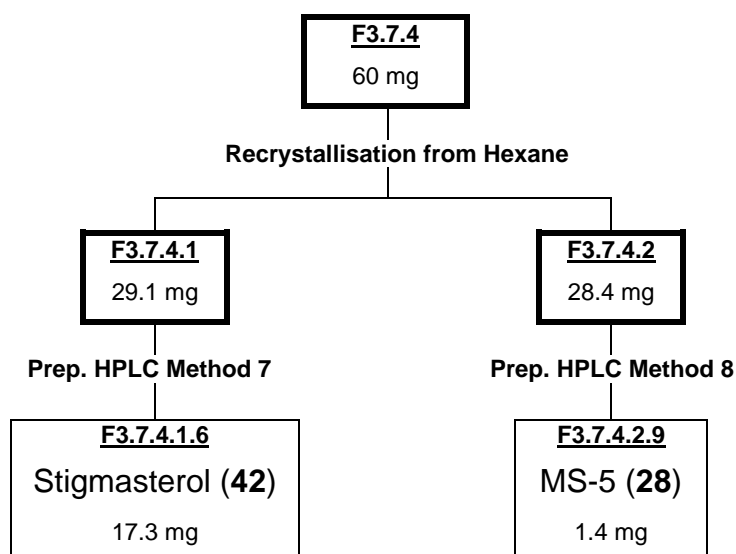 F3.7.4
60 mg
Recrystallisation from Hexane
F3.7.4.1
29.1 mg
F3.7.4.2
28.4 mg
Prep. HPLC Method 7
Prep. HPLC Method 8
F3.7.4.1.6
Stigmasterol (42)
17.3 mg
F3.7.4.2.9
MS-5 (28)
1.4 mg